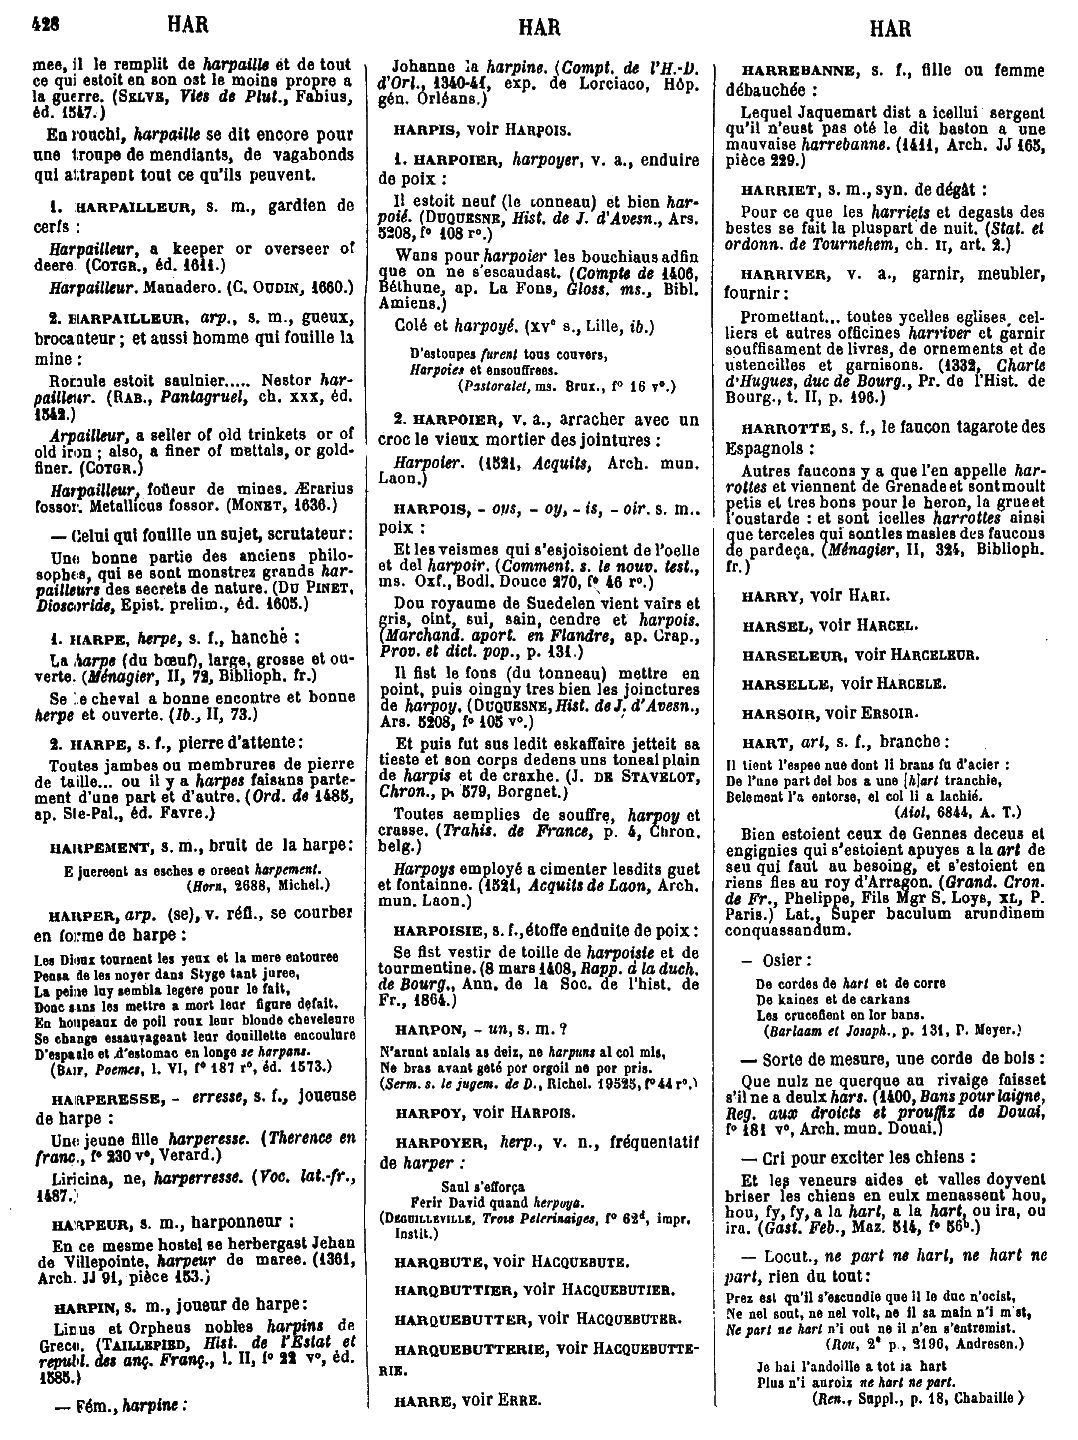 428 HAR HAR HAR
mee, il le remplit de harpaille et de tout
ce qui estoit en son ost le moins propre a
la guerre. (SELVE, Vies de Plut., Fabius,
éd. 1547.)
En rouchi, harpaille se dit encore pour
une troupe de mendiants, de vagabonds
qui attrapent tout ce qu'ils peuvent.
1. HARPAILLEUR, s. m., gardien de
cerfs :
Harpailleur, a keeper or overseer of
deere. (COTGR., éd. 1611.)
Harpailleur. Manadero. (C. OUDIN, 1660.)
2. HARPAILLEUR, arp., s. m., gueux,
brocanteur ; et aussi homme qui fouille la
mine :
Romule estoit saulnier..... Nestor har-
pailleur. (RAB., Pantagruel, ch. xxx, éd.
1542.)
Arpailleur, a seller of old trinkets or of
old iron ; also, a finer of mettals, or gold-
finer. (COTGR.)
Harpailleur, foüeur de mines. Ærarius
fossor. Metallicus fossor. (MONET, 1636.)
— Celui qui fouille un sujet, scrutateur :
Une bonne partie des anciens philo-
sophes, qui se sont monstrez grands har-
pailleurs des secrets de nature. (DU PINET,
Dioscoride, Epist. prelim., éd. 1605.)
1. HARPE, herpe, s. f., hanche :
La harpe (du bœuf), large, grosse et ou-
verte. (Ménagier, II, 72, Biblioph. fr.)
Se le cheval a bonne encontre et bonne
herpe et ouverte. (Ib., II, 73.)
2. HARPE, s. f., pierre d'attente :
Toutes jambes ou membrures de pierre
de taille... ou il y a harpes faisans parte-
ment d'une part et d'autre. (Ord. de 1485,
ap. Ste-Pal., éd. Favre.)
HARPEMENT, s. m., bruit de la harpe :
E juerent as esches e orent harpement.
(Horn, 2688, Michel.)
HARPER, arp. (se), v. réfl., se courber
en forme de harpe :
Les Dieux tournent les yeux et la mere entouree
Pensa de les noyer dans Styge tant juree,
La peine luy sembla legere pour le fait,
Donc sans les mettre a mort leur figure defait.
En houpeaux de poil roux leur blonde cheveleure
Se change essauvageant leur douillette encoulure
D'espaule et d'estomac en longe se harpans.
(BAIF, Poemes, l. VI, f° 187 r°, éd. 1573.)
HARPERESSE, - erresse, s. f., joueuse
de harpe :
Une jeune fille harperesse. (Therence en
franc., f° 230 v°, Verard.)
Liricina, ne, harperresse. (Voc. lat.-fr.,
1487.)
HARPEUR, s. m., harponneur :
En ce mesme hostel se herbergast Jehan
de Villepointe, harpeur de maree. (1361,
Arch. JJ 91, pièce 153.)
HARPIN, s. m., joueur de harpe :
Linus et Orpheus nobles harpins de
Grece. (TAILLEPIED, Hist. de l'Estat et
republ. des anç. Franç., l. II, f° 22 v°, éd.
1585.)
— Fém., harpine :
Johanne la harpine. (Compt. de l'H.-D.
d'Orl., 1340-41, exp. de Lorciaco, Hôp.
gén. Orléans.)
HARPIS, voir HARPOIS.
1. HARPOIER, harpoyer, v. a., enduire
de poix :
Il estoit neuf (le tonneau) et bien har-
poié. (DUQUESNE, Hist. de J. d'Avesn., Ars.
5208, f° 108 r°.)
Wans pour harpoier les bouchiaus adfin
que on ne s'escaudast. (Compte de 1406,
Béthune, ap. La Fons, Gloss. ms., Bibl.
Amiens.)
Colé et harpoyé. (XVe s., Lille, ib.)
D'estoupes furent tous couvers,
Harpoies et ensouffrees.
(Pastoralet, ms. Brux., f° 16 v°.)
2. HARPOIER, v. a., arracher avec un
croc le vieux mortier des jointures :
Harpoier. (1521, Acquits, Arch. mun.
Laon.)
HARPOIS, - oys, - oy, - is, - oir. s. m..
poix :
Et les veismes qui s'esjoisoient de l'oelle
et del harpoir. (Comment. s. le nouv. test.,
ms. Oxf., Bodl. Douce 270, f° 46 r°.)
Dou royaume de Suedelen vient vairs et
gris, oint, sui, sain, cendre et harpois.
(Marchand. aport. en Flandre, ap. Crap.,
Prov. et dict. pop., p. 131.)
Il fist le fons (du tonneau) mettre en
point, puis oingny tres bien les joinctures
de harpoy. (DUQUESNE, Hist. de J. d'Avesn.,
Ars. 5208, f° 105 v°.)
Et puis fut sus ledit eskaffaire jetteit sa
tieste et son corps dedens uns toneal plain
de harpis et de craxhe. (J. DE STAVELOT,
Chron., p. 579, Borgnet.)
Toutes aemplies de souffre, harpoy et
crasse. (Trahis. de France, p. 4, Chron.
belg.)
Harpoys employé a cimenter lesdits guet
et fontainne. (1521, Acquits de Laon, Arch.
mun. Laon.)
HARPOISIE, s. f., étoffe enduite de poix :
Se fist vestir de toille de harpoisie et de
tourmentine. (8 mars 1408, Rapp. à la duch.
de Bourg., Ann. de la Soc. de l'hist. de
Fr., 1864.)
HARPON, - un, s. m. ?
N'arunt anials as deiz, ne harpuns al col mis,
Ne bras avant geté por orgoil ne por pris.
(Serm. s. le jugem. de D., Richel. 19525, f° 44 r°.)
HARPOY, voir HARPOIS.
HARPOYER, herp., v. n., fréquentatif
de harper :
Saul s'efforça
Ferir David quand herpoya.
(DEGUILLEVILLE, Trois Pelerinaiges, f° 62d, impr.
Instit.)
HARQBUTE, voir HACQUEBUTE.
HARQBUTTIER, voir HACQUEBUTIER.
HARQUEBUTTER, voir HACQUEBUTER.
HARQUEBUTTERIE, voir HACQUEBUTTE-
RIE.
HARRE, voir ERRE.
HARREBANNE, s. f., fille ou femme
débauchée :
Lequel Jaquemart dist a icellui sergent
qu'il n'eust pas oté le dit baston a une
mauvaise harrebanne. (1411, Arch. JJ 165,
pièce 229.)
HARRIET, s. m., syn. de dégât :
Pour ce que les harriets et degasts des
bestes se fait la pluspart de nuit. (Stat. et
ordonn. de Tournehem, ch. II, art. 2.)
HARRIVER, v. a., garnir, meubler,
fournir :
Promettant... toutes ycelles eglises, cel-
liers et autres officines harriver et garnir
souffisament de livres, de ornements et de
ustencilles et garnisons. (1332, Charte
d'Hugues, duc de Bourg., Pr. de l'Hist. de
Bourg., t. II, p. 196.)
HARROTTE, s. f., le faucon tagarote des
Espagnols :
Autres faucons y a que l'en appelle har-
rottes et viennent de Grenade et sont moult
petis et tres bons pour le heron, la grue et
l'oustarde : et sont icelles harrottes ainsi
que terceles qui sont les masles des faucons
de pardeça. (Ménagier, II, 324, Biblioph.
fr.)
HARRY, voir HARI.
HARSEL, voir HARCEL.
HARSELEUR, voir HARCELEUR.
HARSELLE, voir HARCELE.
HARSOIR, voir ERSOIR.
HART, art, s. f., branche :
Il tient l'espee nue dont li brans fu d'acier :
De l'une part del bos a une [h]art tranchie,
Belement l'a entorse, el col li a lachié.
(Aiol, 6844, A. T.)
Bien estoient ceux de Gennes deceus et
engignies qui s'estoient apuyes a la art de
seu qui faut au besoing, et s'estoient en
riens fies au roy d'Arragon. (Grand. Cron.
de Fr., Phelippe, Fils Mgr S. Loys, XL, P.
Paris.) Lat., Super baculum arundinem
conquassandum.
— Osier :
De cordes de hart et de corre
De kaines et de carkans
Les crucefient en lor bans.
(Barlaam et Josaph., p. 131, P. Meyer.)
— Sorte de mesure, une corde de bois :
Que nulz ne querque au rivaige faisset
s'il ne a deulx hars. (1400, Bans pour laigne,
Reg. aux droicts et prouffiz de Douai,
f° 181 v°, Arch. mun. Douai.)
— Cri pour exciter les chiens :
Et les veneurs aides et valles doyvent
briser les chiens en eulx menassent hou,
hou, fy, fy, a la hart, a la hart, ou ira, ou
ira. (Gast. Feb., Maz. 514, f° 56b.)
— Locut., ne part ne hart, ne hart ne
part, rien du tout :
Prez est qu'il s'escundie que il le duc n'ocist,
Ne nel sout, ne nel volt, ne il sa main n'i mist,
Ne part ne hart n'i out ne il n'en s'entremist.
(Rou, 2e p., 2196, Andresen.)
Je hai l'andoille a tot sa hart
Plus n'i auroiz ne hart ne part.
(Ren., Suppl., p. 18, Chabaille)